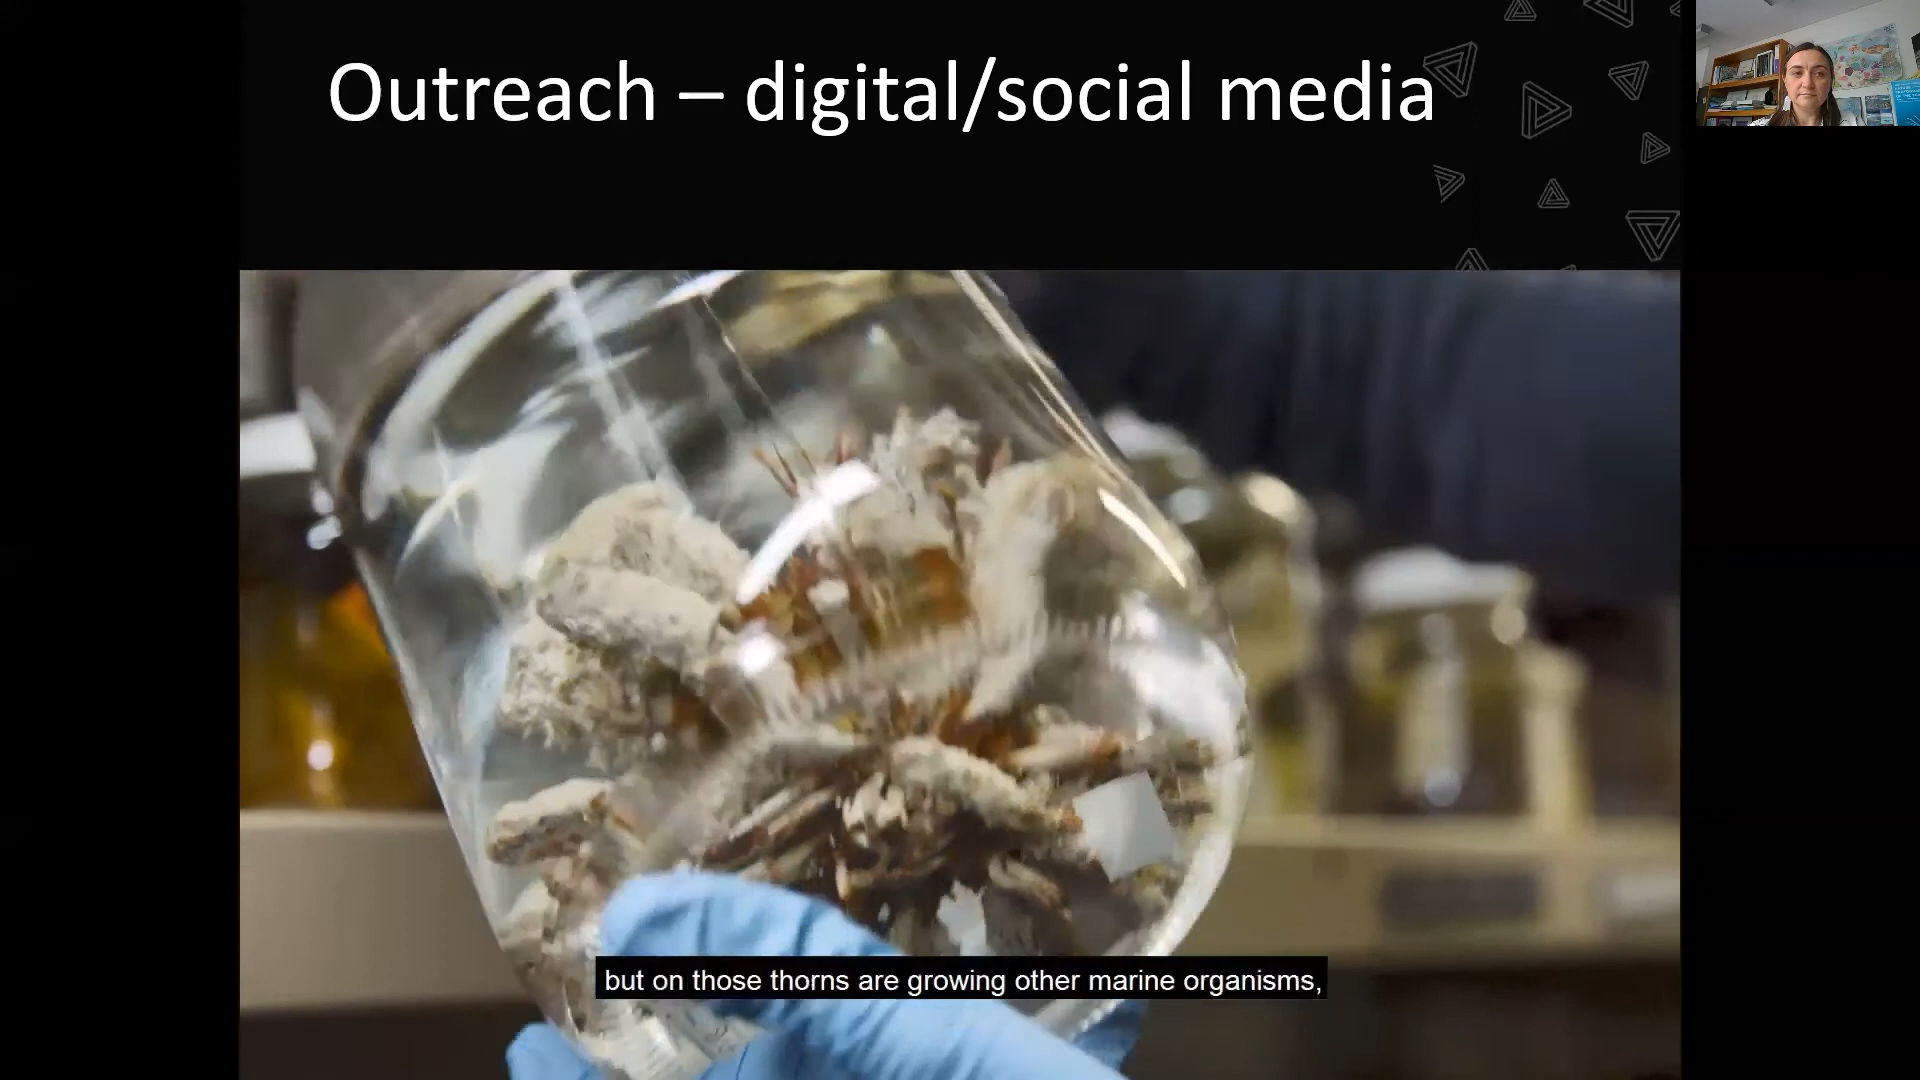 Outreach – digital/social media
but on those thorns are growing other marine organisms,